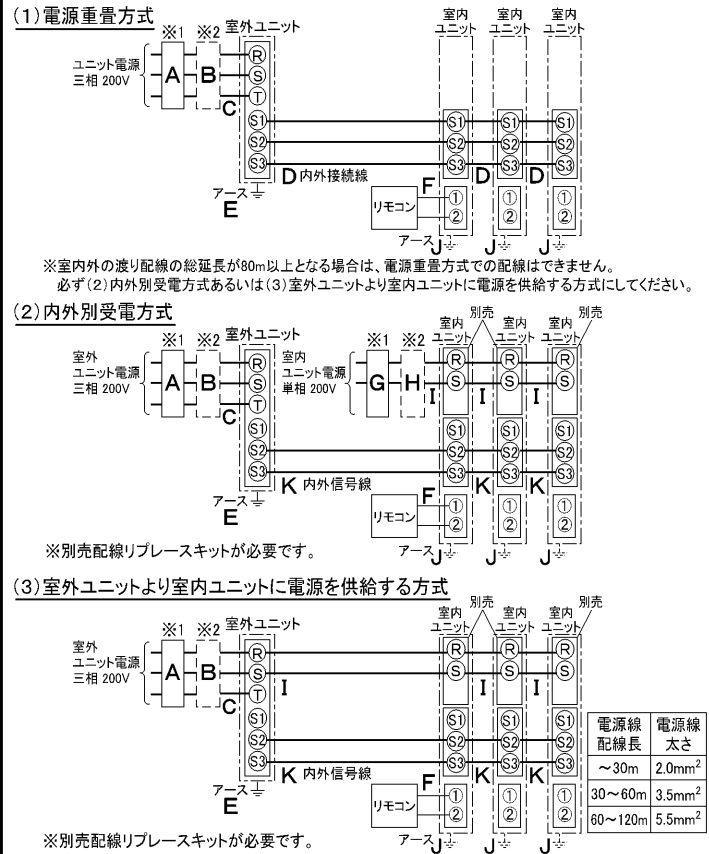 (1)電源重畳方式
※1 ※2 室外ユニット
室内ユニット 室内ユニット 室内ユニット
ユニット電源
三相 200V
A B C
R
S
T
S1 S1 S1 S1
S2 S2 S2 S2
S3 S3 S3 S3
D 内外接続線 F D D
アース
E
リモコン
① ① ①
② ② ②
アース J J J
※室内外の渡り配線の総延長が80m以上となる場合は、電源重畳方式での配線はできません。
必ず(2)内外別受電方式あるいは(3)室外ユニットより室内ユニットに電源を供給する方式にしてください。
(2)内外別受電方式
※1 ※2 室外ユニット
※1 ※2
室内ユニット 別売 室内ユニット 室内ユニット 別売
室外
ユニット電源
三相 200V
A B C
室内
ユニット電源
単相 200V
G H I I I
R R R R
S S S S
T
S1 S1 S1 S1
S2 S2 S2 S2
S3 S3 S3 S3
K 内外信号線 F K K
アース
E
リモコン
① ① ①
② ② ②
アース J J J
※別売配線リプレースキットが必要です。
(3)室外ユニットより室内ユニットに電源を供給する方式
※1 ※2 室外ユニット
室内ユニット 別売 室内ユニット 室内ユニット 別売
室外
ユニット電源
三相 200V
A B C
R R R R
S S S S
T
I I I
S1 S1 S1 S1
S2 S2 S2 S2
S3 S3 S3 S3
K 内外信号線 F K K
アース
E
リモコン
① ① ①
② ② ②
アース J J J
※別売配線リプレースキットが必要です。
電源線配線長 電源線太さ
～30m 2.0mm²
30～60m 3.5mm²
60～120m 5.5mm²